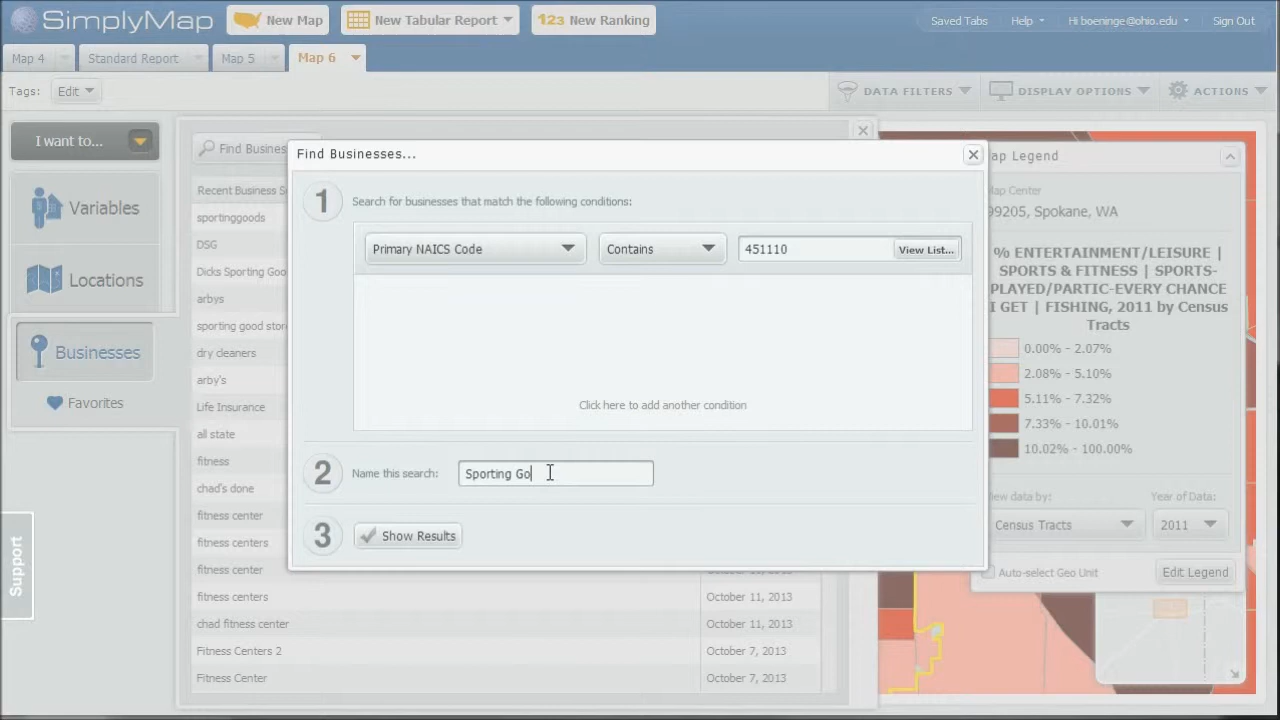 SimplyMap
New Map
New Tabular Report
123 New Ranking
Saved Tabs
Help
Hi boeninge@ohio.edu
Sign Out
Map 4
Standard Report
Map 5
Map 6
Tags:
Edit
DATA FILTERS
DISPLAY OPTIONS
ACTIONS
I want to...
Variables
Locations
Businesses
Favorites
Support
Find Busines
Recent Business S
sportinggoods
DSG
Dicks Sporting Goo
arbys
sporting good stor
dry cleaners
arby's
Life Insurance
all state
fitness
chad's done
fitness center
fitness centers
fitness center
fitness centers
October 11, 2013
chad fitness center
October 11, 2013
Fitness Centers 2
October 7, 2013
Fitness Center
October 7, 2013
Find Businesses...
1
Search for businesses that match the following conditions:
Primary NAICS Code
Contains
451110
View List...
Click here to add another condition
2
Name this search:
Sporting Go
3
Show Results
ap Legend
Map Center
99205, Spokane, WA
% ENTERTAINMENT/LEISURE |
SPORTS & FITNESS | SPORTS-
PLAYED/PARTIC-EVERY CHANCE
I GET | FISHING, 2011 by Census
Tracts
0.00% - 2.07%
2.08% - 5.10%
5.11% - 7.32%
7.33% - 10.01%
10.02% - 100.00%
View data by:
Year of Data:
Census Tracts
2011
Auto-select Geo Unit
Edit Legend